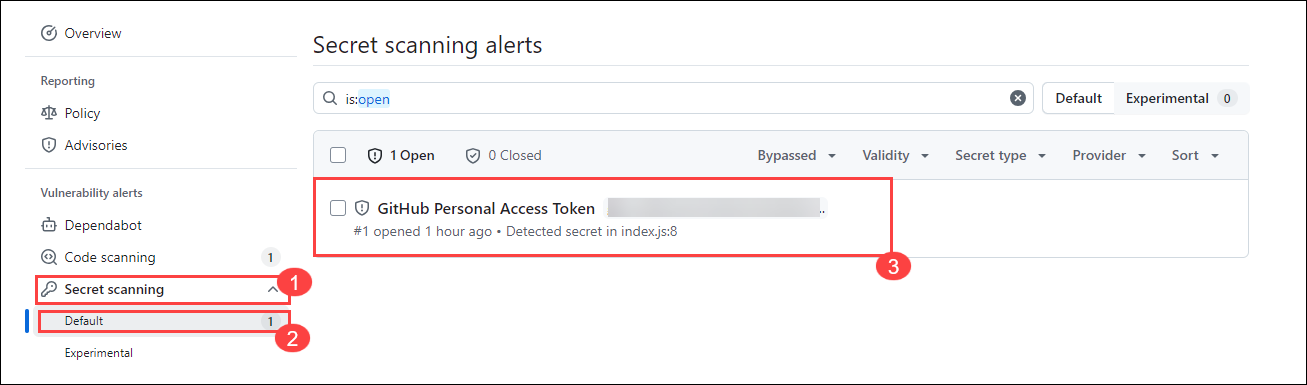 Overview
Reporting
Policy
Advisories
Vulnerability alerts
Dependabot
Code scanning 1
Secret scanning 1
Default 1 2
Experimental
Secret scanning alerts
is:open
Default Experimental 0
1 Open 0 Closed Bypassed Validity Secret type Provider Sort
GitHub Personal Access Token ..
#1 opened 1 hour ago • Detected secret in index.js:8
3